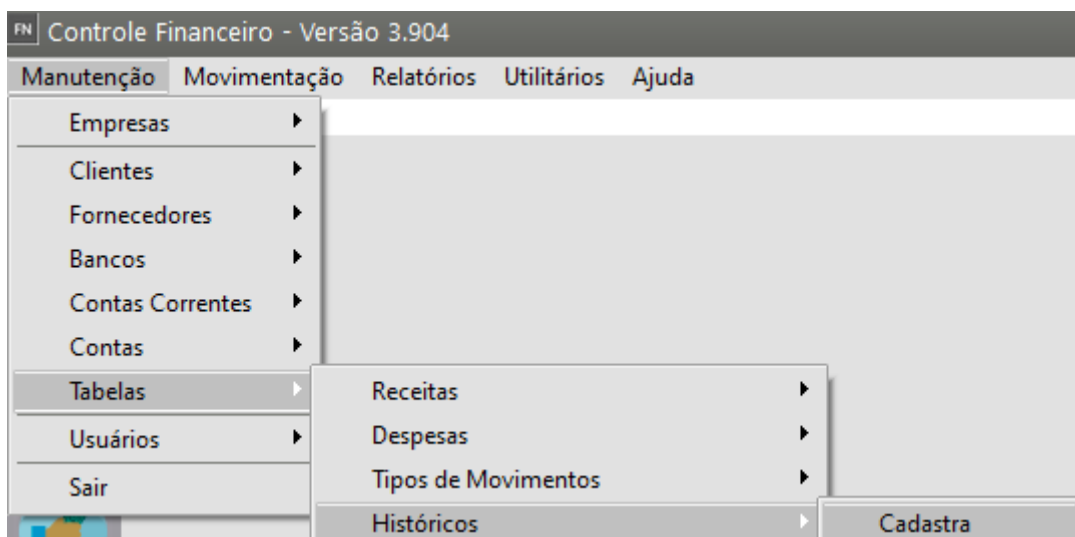 FN Controle Financeiro - Versão 3.904
Manutenção Movimentação Relatórios Utilitários Ajuda
Empresas
Clientes
Fornecedores
Bancos
Contas Correntes
Contas
Tabelas
Usuários
Sair
Receitas
Despesas
Tipos de Movimentos
Históricos
Cadastra